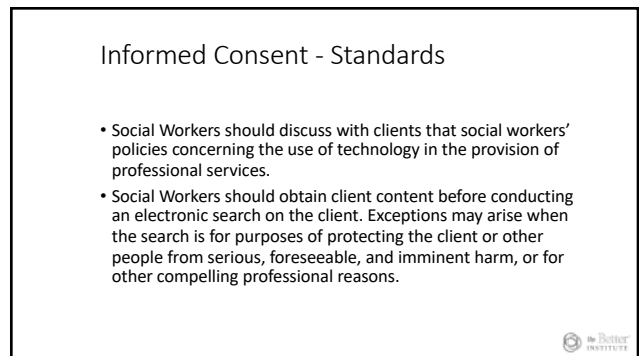 Informed Consent - Standards
• Social Workers should discuss with clients that social workers’
policies concerning the use of technology in the provision of
professional services.
• Social Workers should obtain client content before conducting
an electronic search on the client. Exceptions may arise when
the search is for purposes of protecting the client or other
people from serious, foreseeable, and imminent harm, or for
other compelling professional reasons.
Better
INSTITUTE